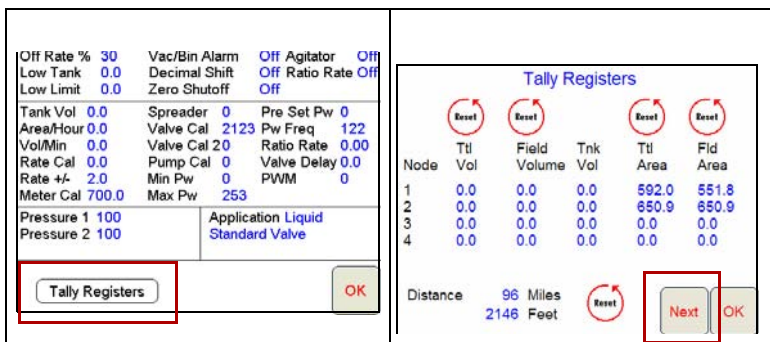 Off Rate % 30 Vac/Bin Alarm Off Agitator Off
Low Tank 0.0 Decimal Shift Off Ratio Rate Off
Low Limit 0.0 Zero Shutoff Off
Tank Vol 0.0 Spreader 0 Pre Set Pw 0
Area/Hour 0.0 Valve Cal 2123 Pw Freq 122
Vol/Min 0.0 Valve Cal 2 0 Ratio Rate 0.00
Rate Cal 0.0 Pump Cal 0 Valve Delay 0.0
Rate +/- 2.0 Min Pw 0 PWM 0
Meter Cal 700.0 Max Pw 253
Pressure 1 100 Application Liquid
Pressure 2 100 Standard Valve
Tally Registers OK
Tally Registers
Reset Reset Reset Reset
Ttl Field Tnk Ttl Fld
Node Vol Volume Vol Area Area
1 0.0 0.0 0.0 592.0 551.8
2 0.0 0.0 0.0 650.9 650.9
3 0.0 0.0 0.0 0.0 0.0
4 0.0 0.0 0.0 0.0 0.0
Distance 96 Miles
2146 Feet Reset Next OK